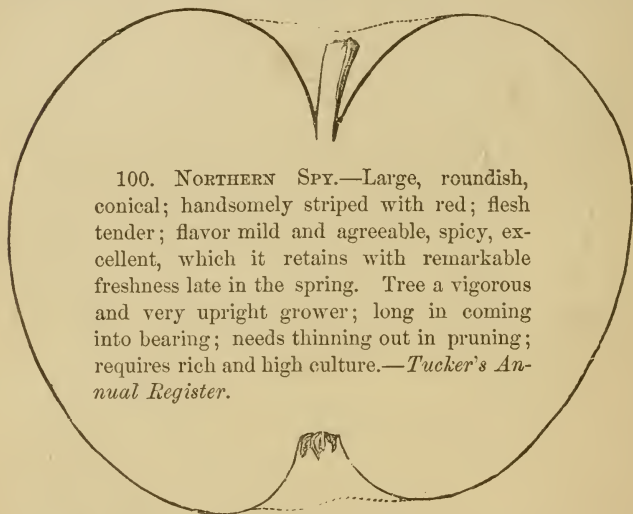 100. NORTHERN SPY.—Large, roundish,
conical; handsomely striped with red; flesh
tender; flavor mild and agreeable, spicy, ex-
cellent, which it retains with remarkable
freshness late in the spring. Tree a vigorous
and very upright grower; long in coming
into bearing; needs thinning out in pruning;
requires rich and high culture.—Tucker's An-
nual Register.